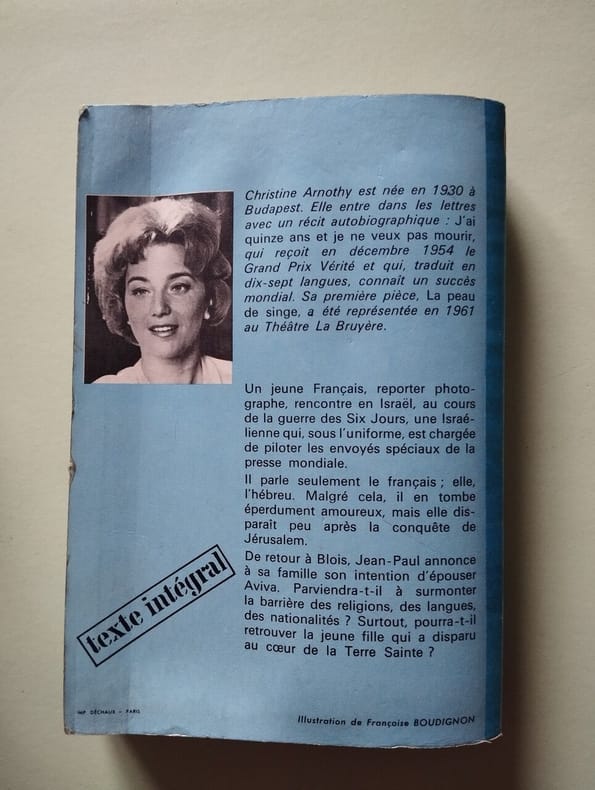 Christine Arnothy est née en 1930 à
Budapest. Elle entre dans les lettres
avec un récit autobiographique : J'ai
quinze ans et je ne veux pas mourir,
qui reçoit en décembre 1954 le
Grand Prix Vérité et qui, traduit en
dix-sept langues, connaît un succès
mondial. Sa première pièce, La peau
de singe, a été représentée en 1961
au Théâtre La Bruyère.
Un jeune Français, reporter photo-
graphe, rencontre en Israël, au cours
de la guerre des Six Jours, une Israé-
lienne qui, sous l'uniforme, est chargée
de piloter les envoyés spéciaux de la
presse mondiale.
Il parle seulement le français ; elle,
l'hébreu. Malgré cela, il en tombe
éperdument amoureux, mais elle dis-
paraît peu après la conquête de
Jérusalem.
De retour à Blois, Jean-Paul annonce
à sa famille son intention d'épouser
Aviva. Parviendra-t-il à surmonter
la barrière des religions, des langues,
des nationalités ? Surtout, pourra-t-il
retrouver la jeune fille qui a disparu
au cœur de la Terre Sainte ?
texte intégral
IMP DÉCHAUX - PARIS
Illustration de Françoise BOUDIGNON